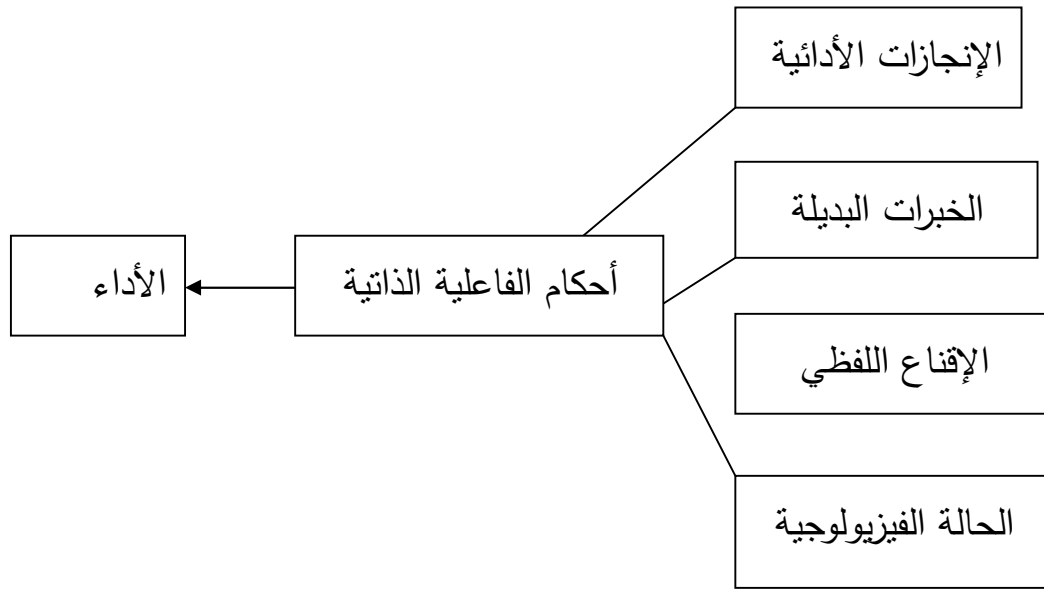 الإنجازات الأدائية
الخبرات البديلة
أحكام الفاعلية الذاتية
الأداء
الإقناع اللفظي
الحالة الفيزيولوجية